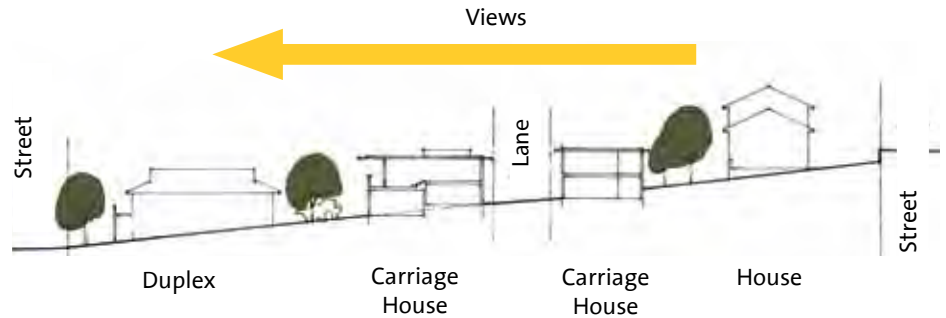 Views
Street
Lane
Street
Duplex
Carriage
House
Carriage
House
House